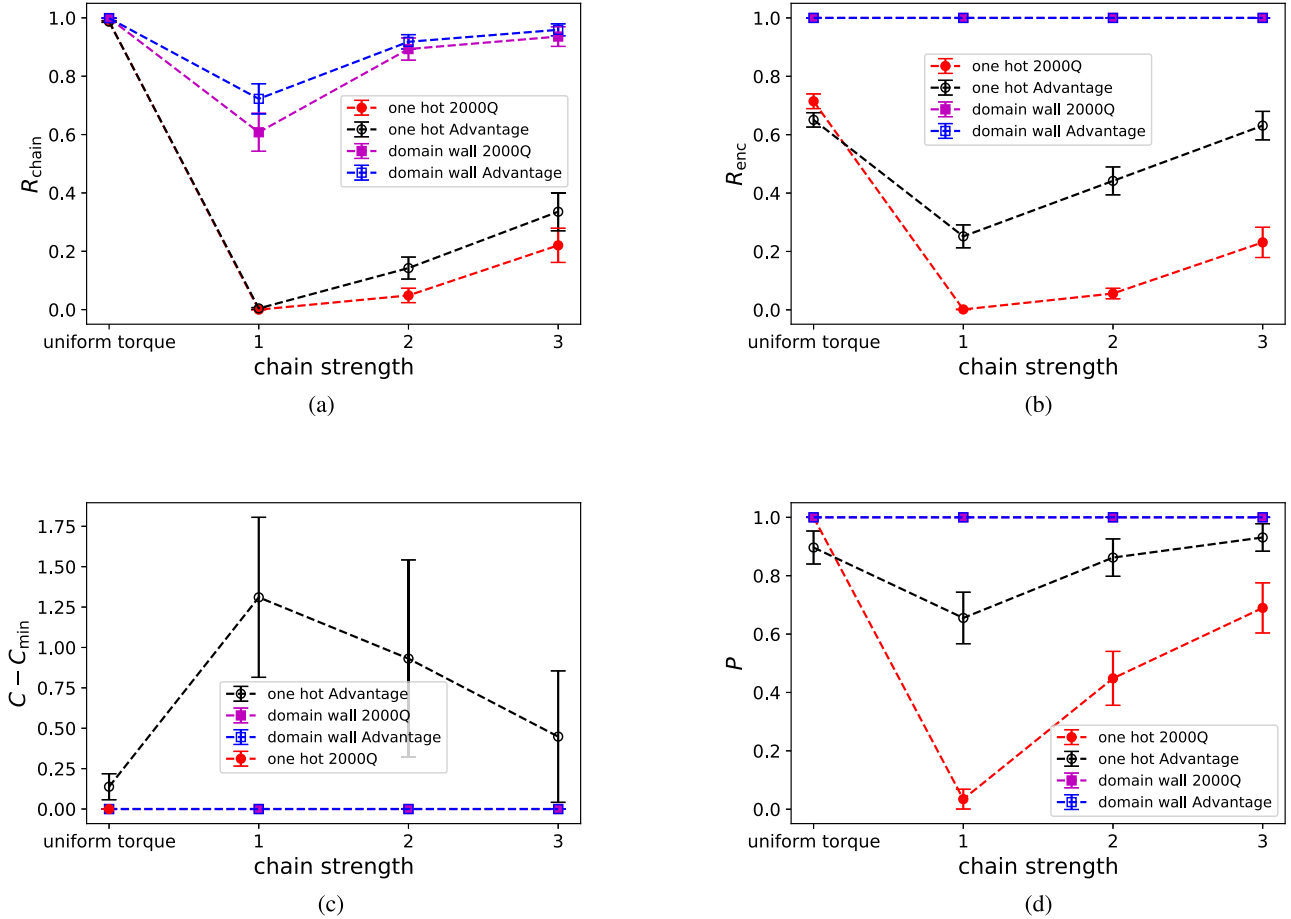 1.0
0.8
0.6
0.4
0.2
0.0
R_chain
one hot 2000Q
one hot Advantage
domain wall 2000Q
domain wall Advantage
uniform torque 1 2 3
chain strength
(a)
1.0
0.8
0.6
0.4
0.2
0.0
R_enc
one hot 2000Q
one hot Advantage
domain wall 2000Q
domain wall Advantage
uniform torque 1 2 3
chain strength
(b)
1.75
1.50
1.25
1.00
0.75
0.50
0.25
0.00
C − C_min
one hot Advantage
domain wall 2000Q
domain wall Advantage
one hot 2000Q
uniform torque 1 2 3
chain strength
(c)
1.0
0.8
0.6
0.4
0.2
0.0
P
one hot 2000Q
one hot Advantage
domain wall 2000Q
domain wall Advantage
uniform torque 1 2 3
chain strength
(d)